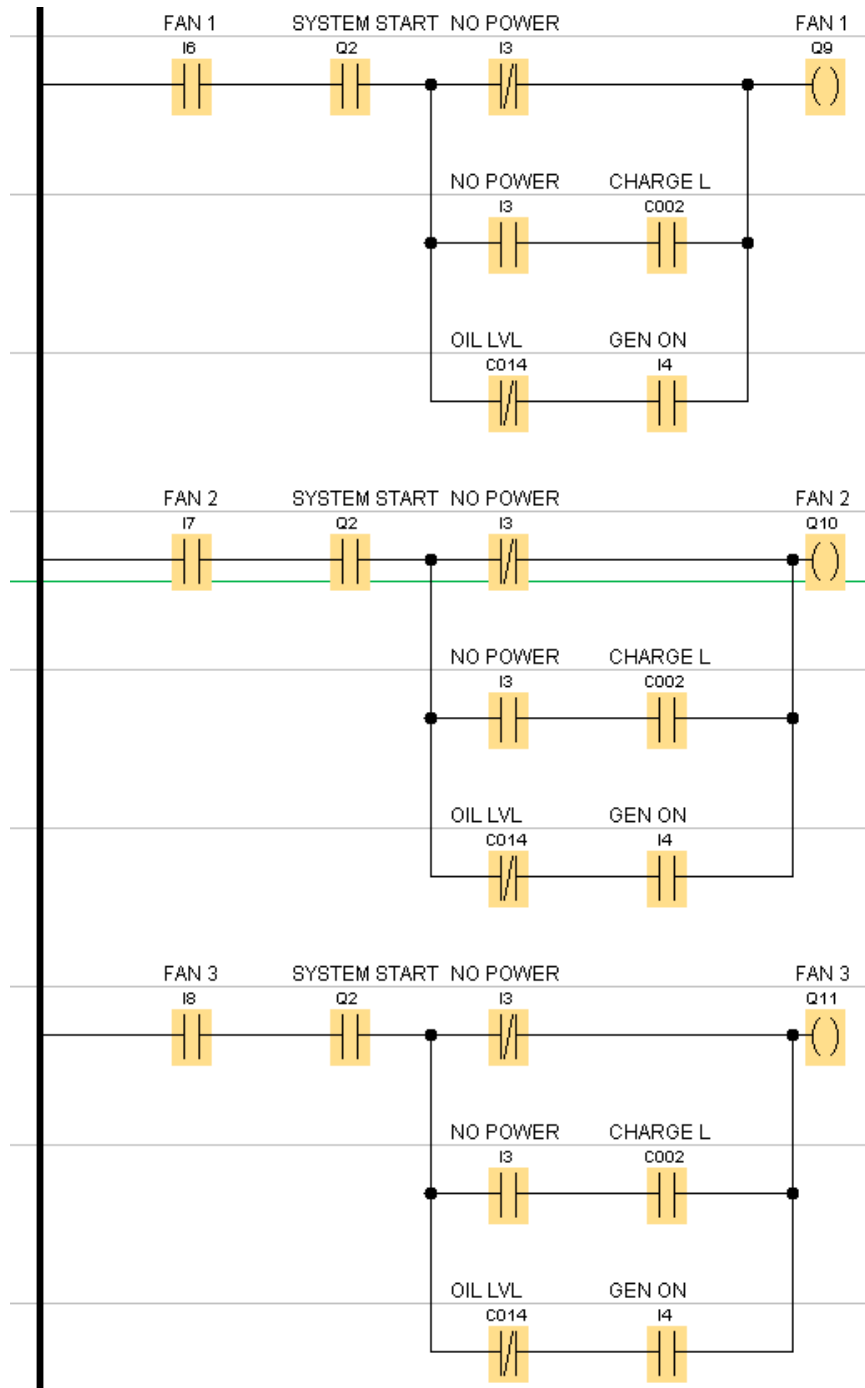 FAN 1 SYSTEM START NO POWER FAN 1
I6 Q2 I3 Q9
NO POWER CHARGE L
I3 C002
OIL LVL GEN ON
C014 I4
FAN 2 SYSTEM START NO POWER FAN 2
I7 Q2 I3 Q10
NO POWER CHARGE L
I3 C002
OIL LVL GEN ON
C014 I4
FAN 3 SYSTEM START NO POWER FAN 3
I8 Q2 I3 Q11
NO POWER CHARGE L
I3 C002
OIL LVL GEN ON
C014 I4